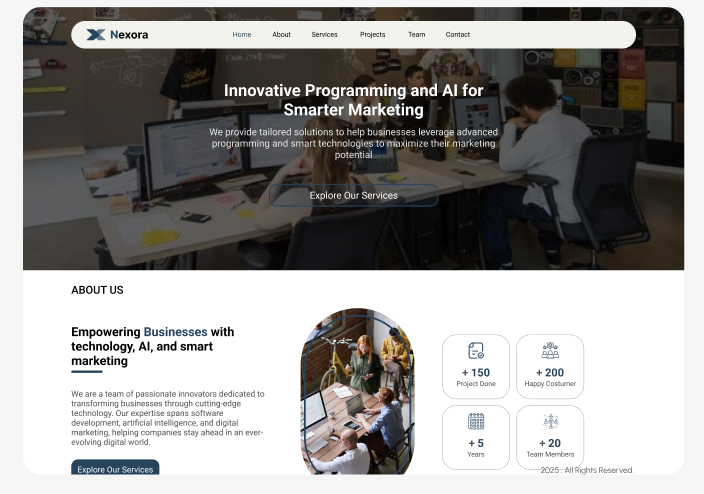 Nexora
Home About Services Projects Team Contact
Innovative Programming and AI for
Smarter Marketing
We provide tailored solutions to help businesses leverage advanced
programming and smart technologies to maximize their marketing
potential
Explore Our Services
ABOUT US
Empowering Businesses with
technology, AI, and smart
marketing
We are a team of passionate innovators dedicated to
transforming businesses through cutting-edge
technology. Our expertise spans software
development, artificial intelligence, and digital
marketing, helping companies stay ahead in an ever-
evolving digital world.
Explore Our Services
+ 150
Project Done
+ 200
Happy Costumer
+ 5
Years
+ 20
Team Members
2025 . All Rights Reserved.